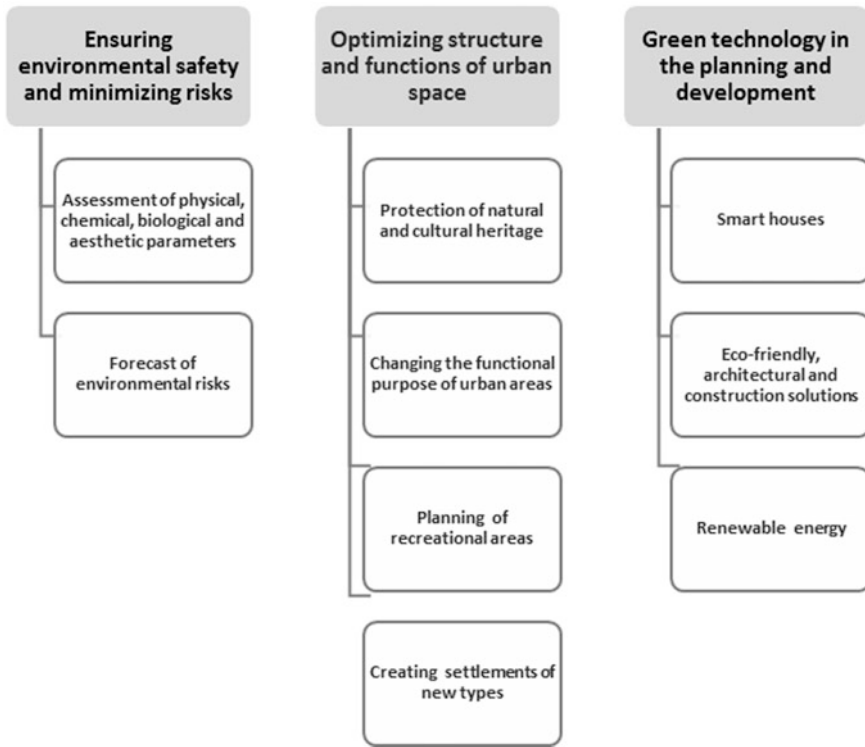 Ensuring
environmental safety
and minimizing risks
Assessment of physical,
chemical, biological and
aesthetic parameters
Forecast of
environmental risks
Optimizing structure
and functions of urban
space
Protection of natural
and cultural heritage
Changing the functional
purpose of urban areas
Planning of
recreational areas
Creating settlements of
new types
Green technology in
the planning and
development
Smart houses
Eco-friendly,
architectural and
construction solutions
Renewable energy